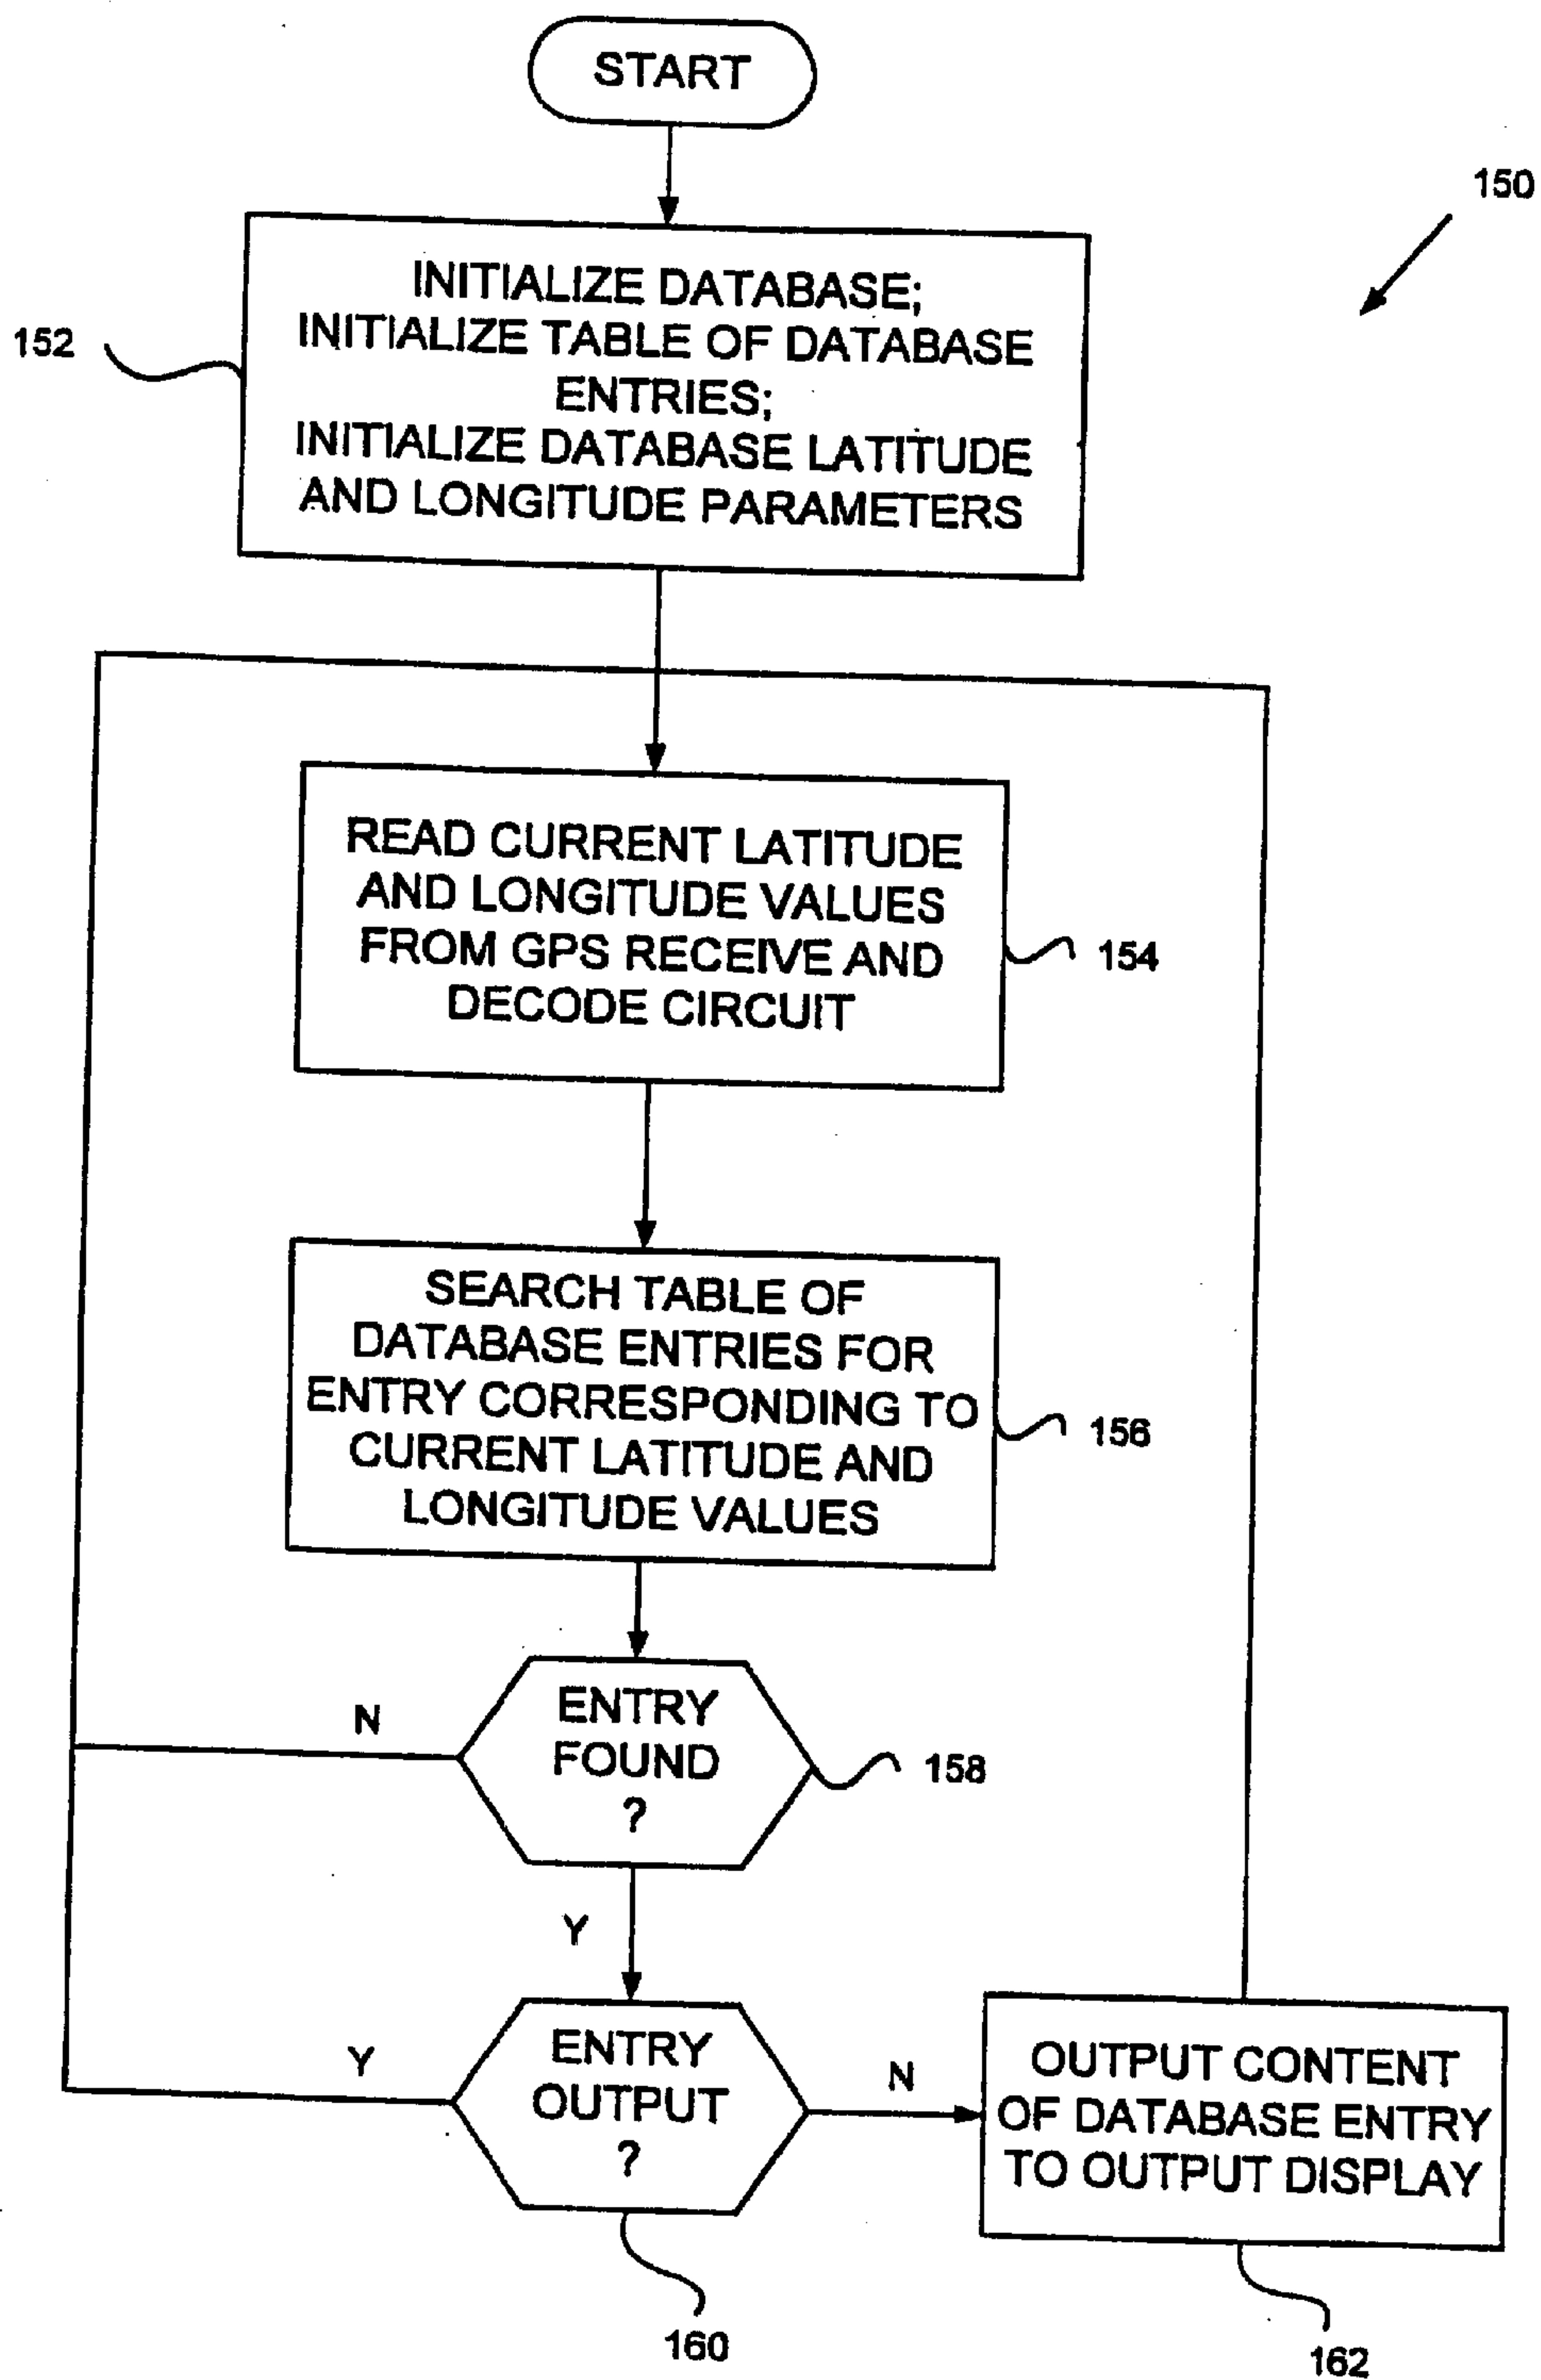 START
150
152
INITIALIZE DATABASE;
INITIALIZE TABLE OF DATABASE
ENTRIES;
INITIALIZE DATABASE LATITUDE
AND LONGITUDE PARAMETERS
READ CURRENT LATITUDE
AND LONGITUDE VALUES
FROM GPS RECEIVE AND
DECODE CIRCUIT
154
SEARCH TABLE OF
DATABASE ENTRIES FOR
ENTRY CORRESPONDING TO
CURRENT LATITUDE AND
LONGITUDE VALUES
156
N
ENTRY
FOUND
?
158
Y
Y
ENTRY
OUTPUT
?
N
OUTPUT CONTENT
OF DATABASE ENTRY
TO OUTPUT DISPLAY
160
162